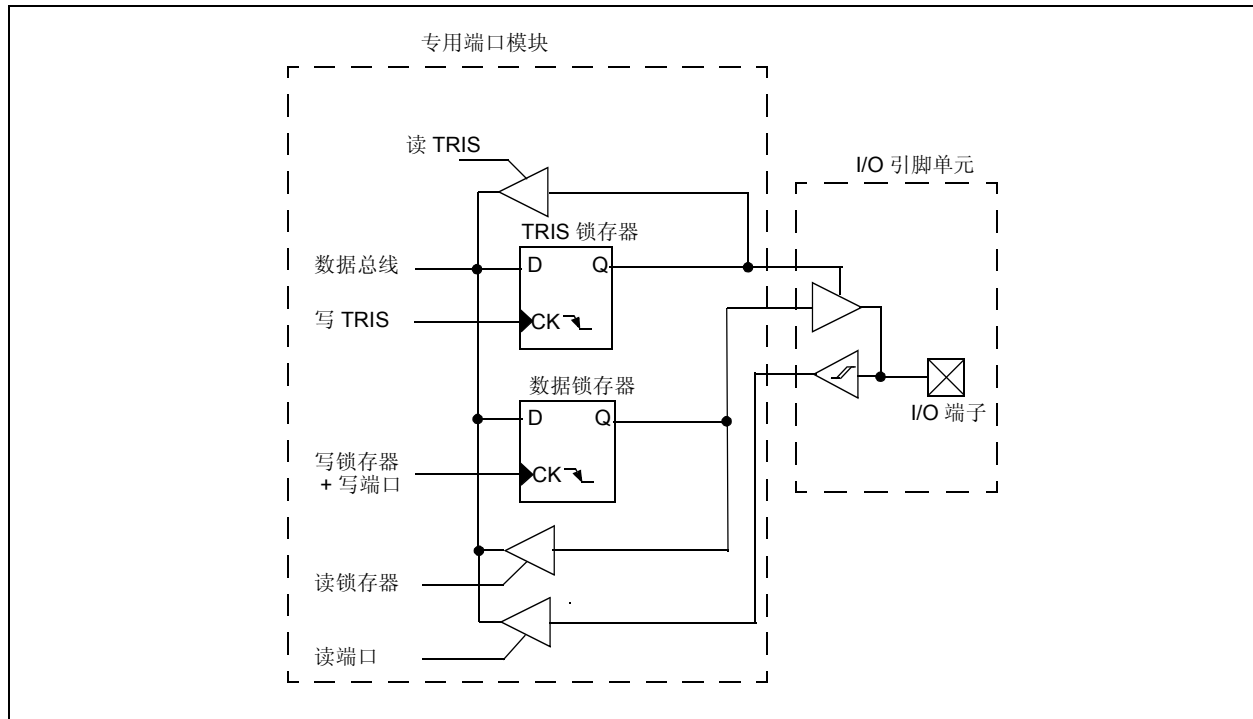 专用端口模块
读 TRIS
I/O 引脚单元
TRIS 锁存器
数据总线
D
Q
写 TRIS
CK
数据锁存器
I/O 端子
D
Q
写锁存器
+ 写端口
CK
读锁存器
读端口